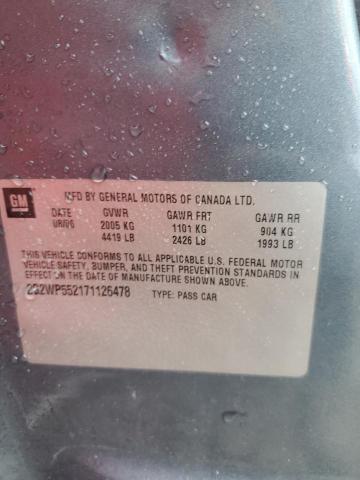 GM
MFD BY GENERAL MOTORS OF CANADA LTD.
DATE GVWR GAWR FRT GAWR RR
2005 KG 1101 KG 904 KG
4419 LB 2426 LB 1993 LB
THIS VEHICLE CONFORMS TO ALL APPLICABLE U.S. FEDERAL MOTOR
VEHICLE SAFETY, BUMPER, AND THEFT PREVENTION STANDARDS IN
EFFECT ON THE DATE OF MANUFACTURE SHOWN ABOVE.
2G2WP552171126478 TYPE: PASS CAR